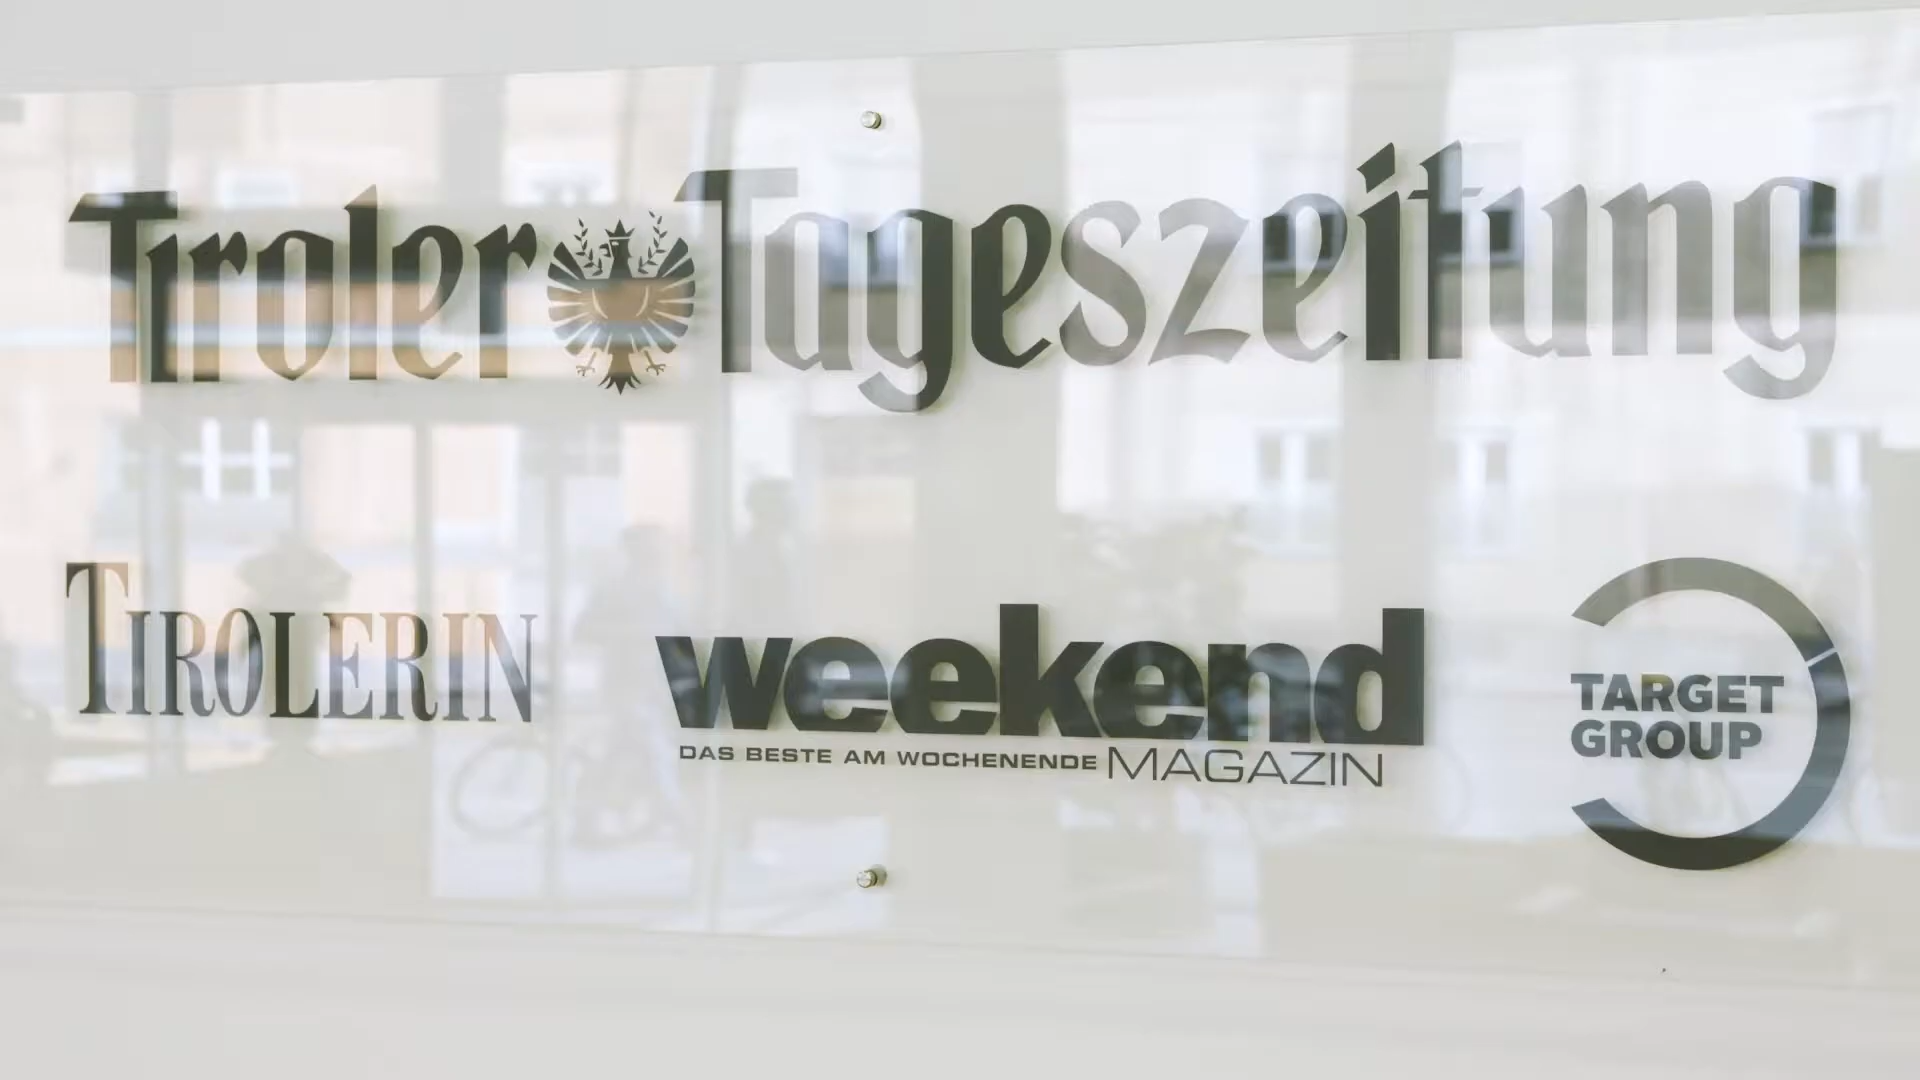 Tiroler Tageszeitung
TIROLERIN
weekend
DAS BESTE AM WOCHENENDE MAGAZIN
TARGET
GROUP